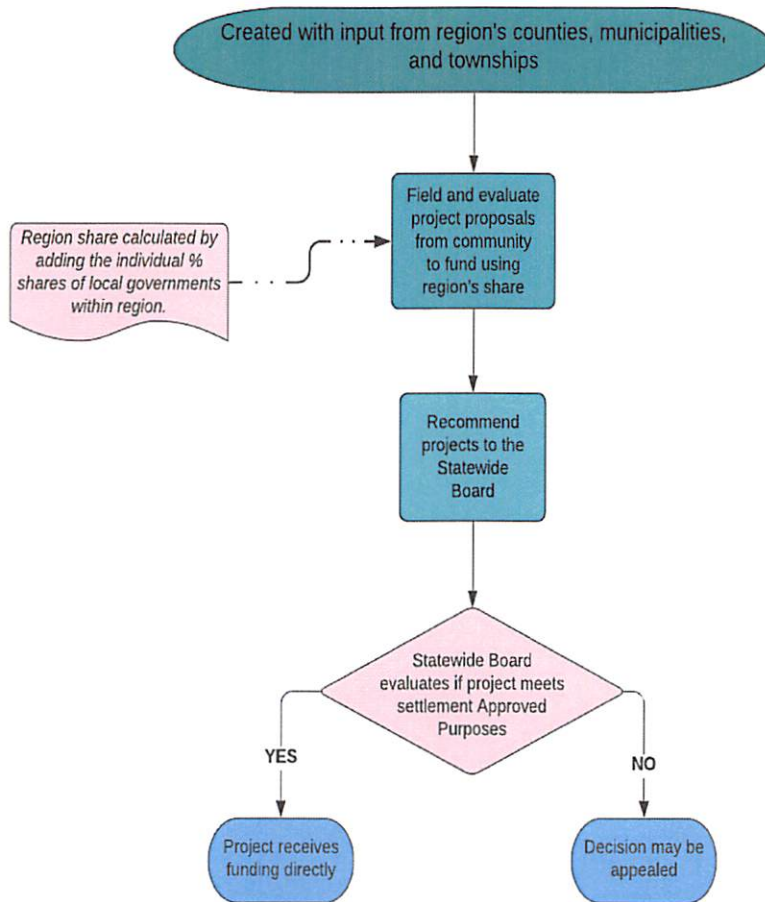 Created with input from region's counties, municipalities,
and townships
Field and evaluate
project proposals
from community
to fund using
region's share
Region share calculated by
adding the individual %
shares of local governments
within region.
Recommend
projects to the
Statewide
Board
Statewide Board
evaluates if project meets
settlement Approved
Purposes
YES
NO
Project receives
funding directly
Decision may be
appealed